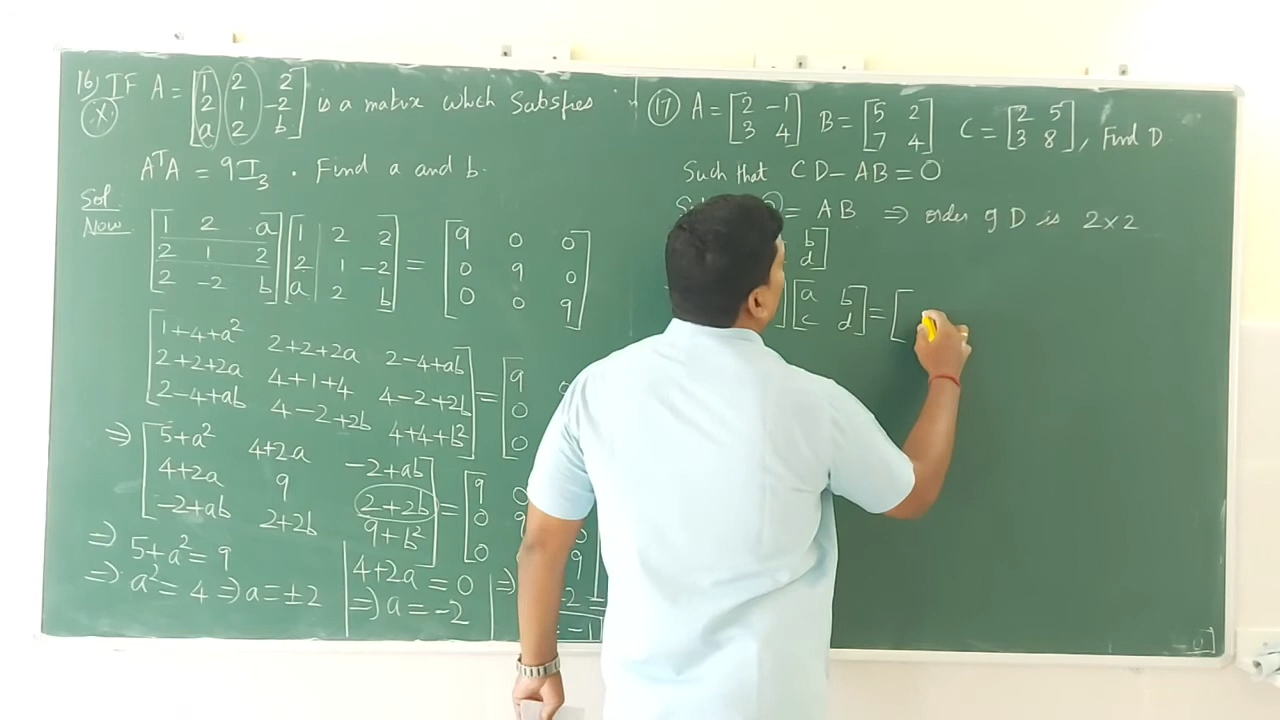 16) IF A = [1 2 2
2 1 -2
a 2 b] is a matrix which Satisfies
(X)
AᵀA = 9I₃ . Find a and b.
Sol.
Now [1 2 a
2 1 2
2 -2 b] [1 2 2
2 1 -2
a 2 b] = [9 0 0
0 9 0
0 0 9]
[1+4+a² 2+2+2a 2-4+ab
2+2+2a 4+1+4 4-2+2b
2-4+ab 4-2+2b 4+4+b²] = [9 0
0
0
⇒ [5+a² 4+2a -2+ab
4+2a 9 2+2b
-2+ab 2+2b 9+b²] = [9 0
0 9 0
0 9
⇒ 5+a² = 9
⇒ a² = 4 ⇒ a = ±2
4+2a = 0
⇒ a = -2
⇒
-2 =
= -1
17) A = [2 -1
3 4] B = [5 2
7 4] C = [2 5
3 8], Find D
Such that CD - AB = 0
= AB ⇒ order of D is 2×2
b
d]
] [a b
c d] = [